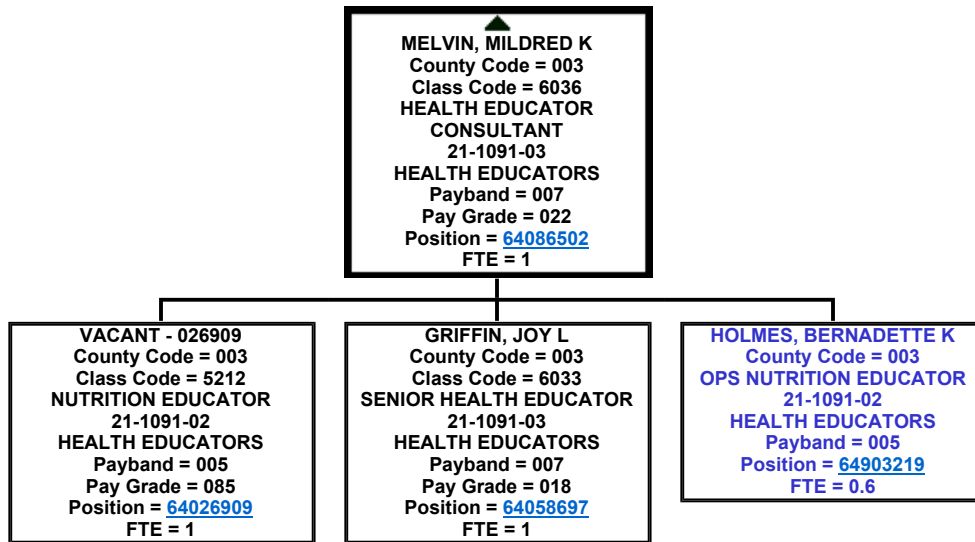 MELVIN, MILDRED K
County Code = 003
Class Code = 6036
HEALTH EDUCATOR
CONSULTANT
21-1091-03
HEALTH EDUCATORS
Payband = 007
Pay Grade = 022
Position = 64086502
FTE = 1
VACANT - 026909
County Code = 003
Class Code = 5212
NUTRITION EDUCATOR
21-1091-02
HEALTH EDUCATORS
Payband = 005
Pay Grade = 085
Position = 64026909
FTE = 1
GRIFFIN, JOY L
County Code = 003
Class Code = 6033
SENIOR HEALTH EDUCATOR
21-1091-03
HEALTH EDUCATORS
Payband = 007
Pay Grade = 018
Position = 64058697
FTE = 1
HOLMES, BERNADETTE K
County Code = 003
OPS NUTRITION EDUCATOR
21-1091-02
HEALTH EDUCATORS
Payband = 005
Position = 64903219
FTE = 0.6